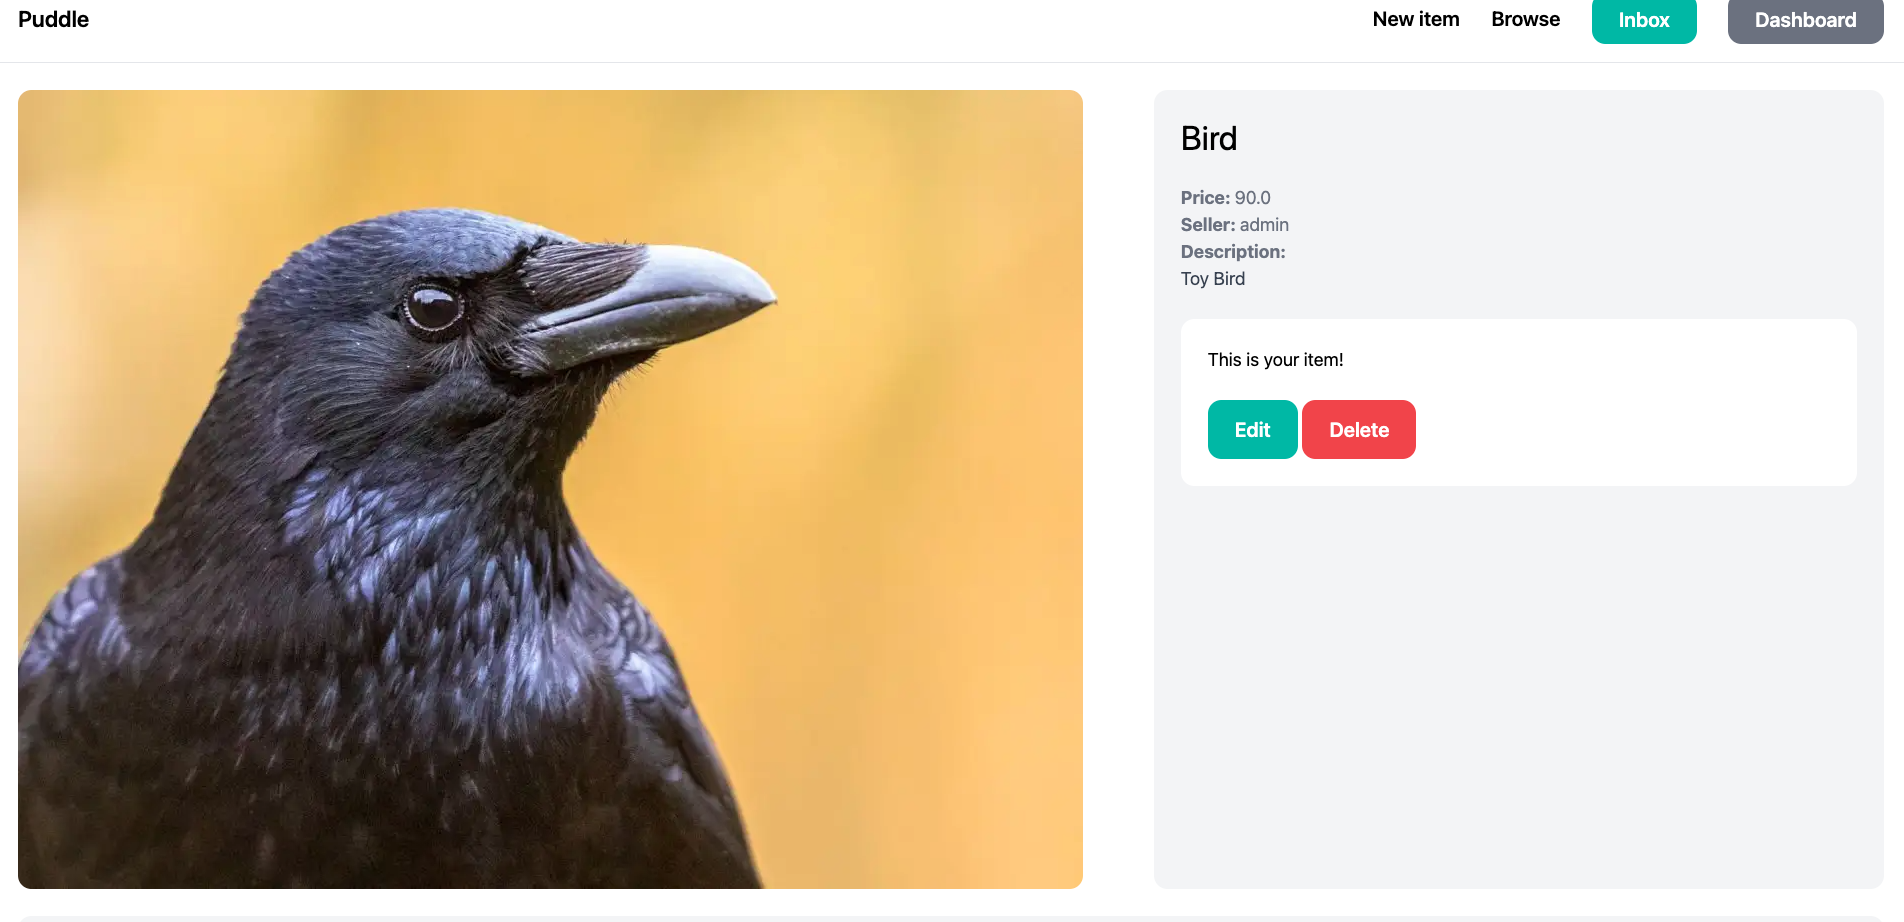 Puddle
New item Browse Inbox Dashboard
Bird
Price: 90.0
Seller: admin
Description:
Toy Bird
This is your item!
Edit Delete